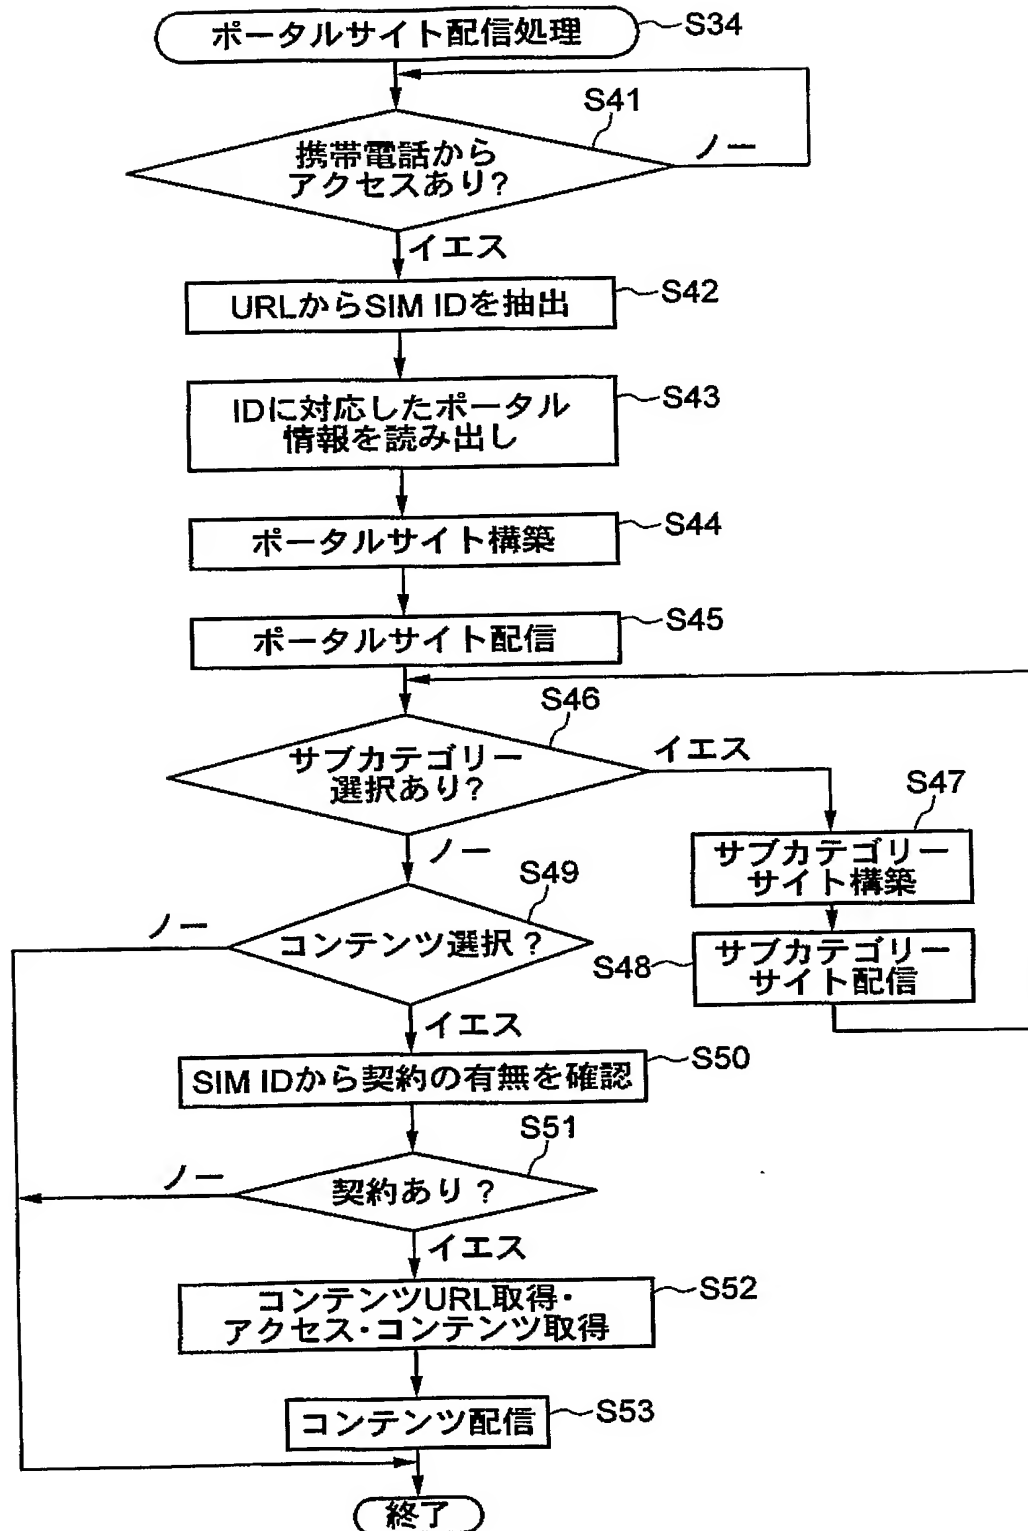 ポータルサイト配信処理
S34
S41
携帯電話から
アクセスあり?
ノー
イエス
URLからSIM IDを抽出
S42
IDに対応したポータル
情報を読み出し
S43
ポータルサイト構築
S44
ポータルサイト配信
S45
S46
サブカテゴリー
選択あり?
イエス
ノー
S47
サブカテゴリー
サイト構築
S48
サブカテゴリー
サイト配信
S49
コンテンツ選択?
ノー
イエス
SIM IDから契約の有無を確認
S50
S51
契約あり?
ノー
イエス
コンテンツURL取得・
アクセス・コンテンツ取得
S52
コンテンツ配信
S53
終了